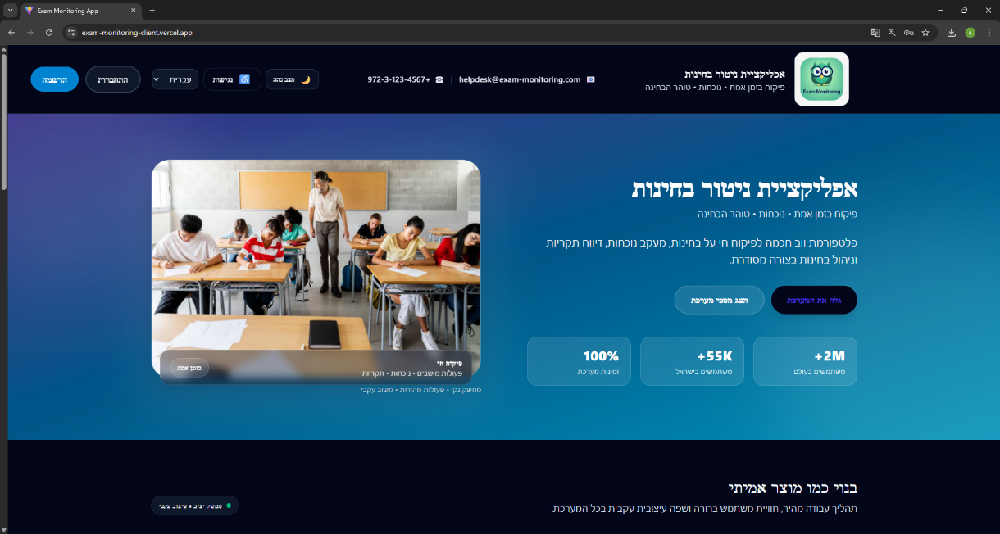 Exam Monitoring App
exam-monitoring-client.vercel.app
A
Exam Monitoring
אפליקציית ניטור בחינות
פיקוח בזמן אמת • נוכחות • טוהר הבחינה
helpdesk@exam-monitoring.com
972-3-123-4567+
מצב כהה
נגישות
עברית
התחברות
הרשמה
אפליקציית ניטור בחינות
פיקוח בזמן אמת • נוכחות • טוהר הבחינה
פלטפורמת ווב חכמה לפיקוח חי על בחינות, מעקב נוכחות, דיווח תקריות
וניהול בחינות בצורה מסודרת.
גלה את המערכת
הצג מסכי מערכת
+2M
משתמשים בעולם
+55K
משתמשים בישראל
100%
זמינות מערכת
פיקוח חי
פעולות מושבים • נוכחות • תקריות
בזמן אמת
ממשק נקי • פעולות מהירות • משוב עקבי
בנוי כמו מוצר אמיתי
תהליך עבודה מהיר, חוויית משתמש ברורה ושפה עיצובית עקבית בכל המערכת.
ממשק יציב • עיצוב עקבי